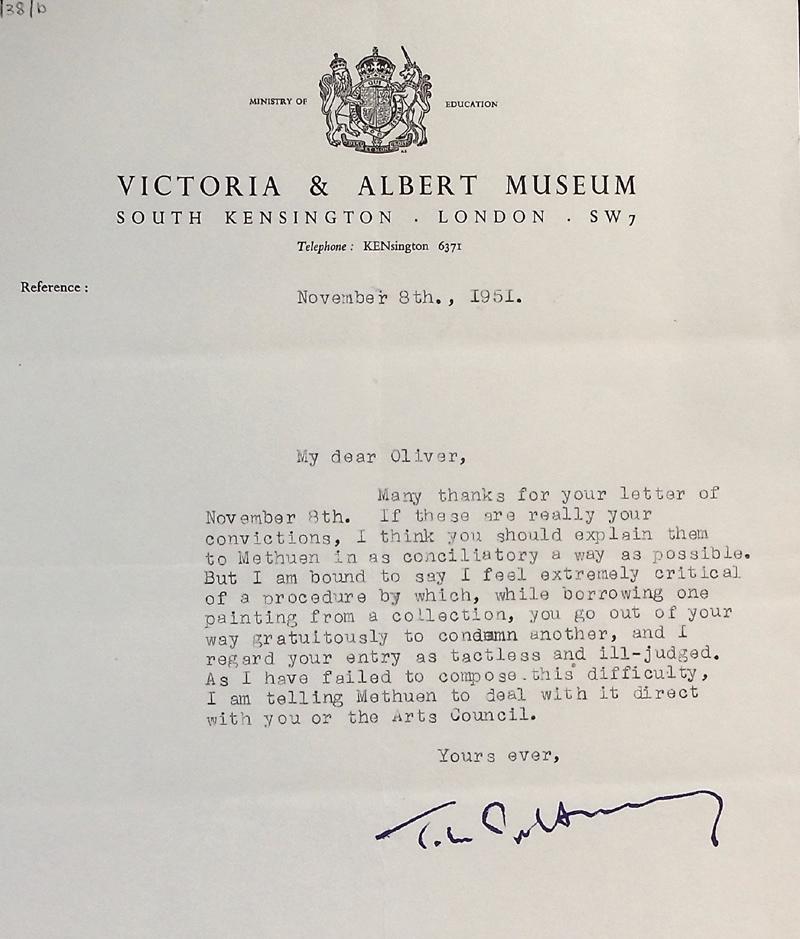 138/b
MINISTRY OF EDUCATION
VICTORIA & ALBERT MUSEUM
SOUTH KENSINGTON . LONDON . SW7
Telephone : KENsington 6371
Reference :
November 8th., 1951.
My dear Oliver,
Many thanks for your letter of
November 8th. If these are really your
convictions, I think you should explain them
to Methuen in as conciliatory a way as possible.
But I am bound to say I feel extremely critical
of a procedure by which, while borrowing one
painting from a collection, you go out of your
way gratuitously to condemn another, and I
regard your entry as tactless and ill-judged.
As I have failed to compose this difficulty,
I am telling Methuen to deal with it direct
with you or the Arts Council.
Yours ever,